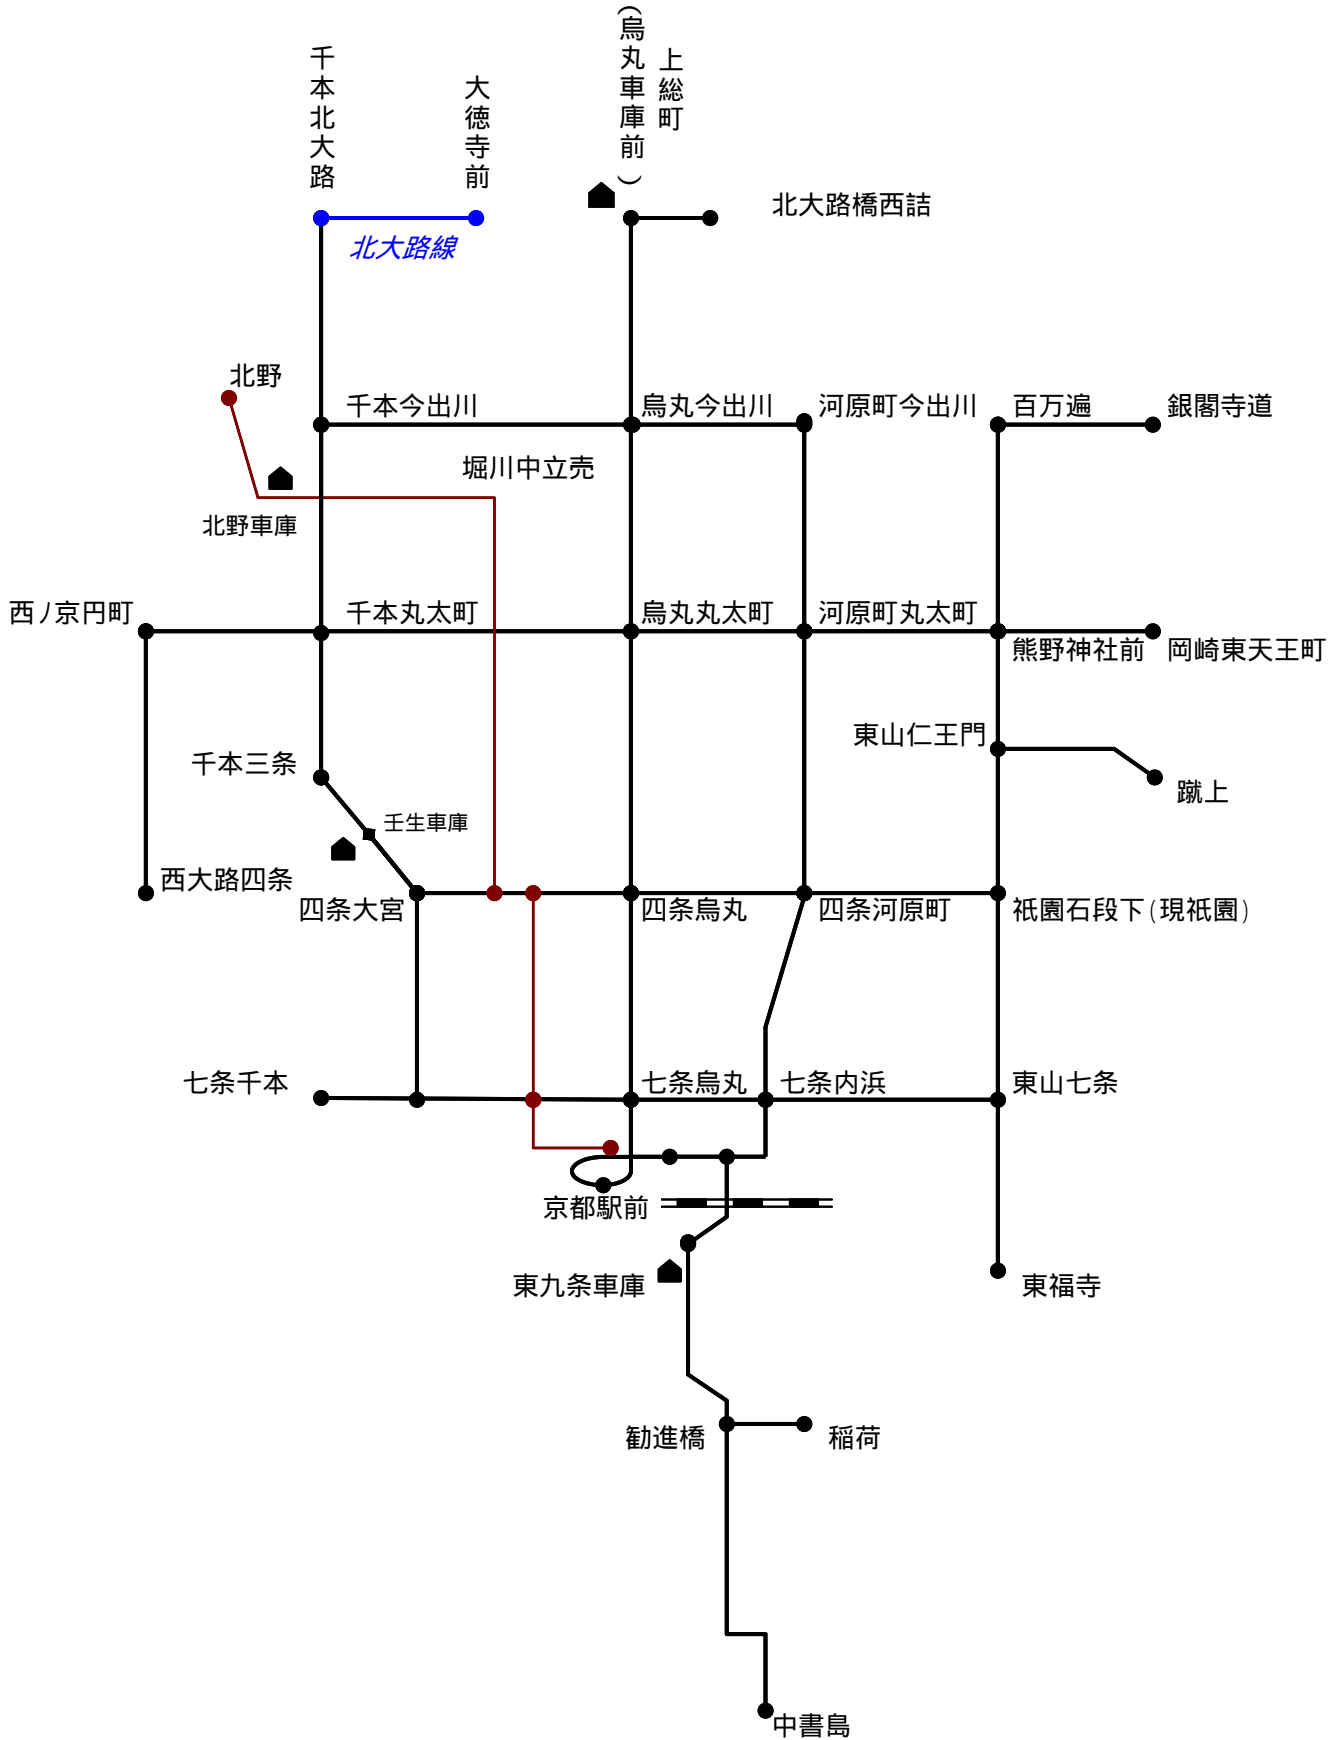 千本北大路
大徳寺前
上総町
(烏丸車庫前)
北大路橋西詰
北大路線
北野
千本今出川
烏丸今出川
河原町今出川
百万遍
銀閣寺道
堀川中立売
北野車庫
西ノ京円町
千本丸太町
烏丸丸太町
河原町丸太町
熊野神社前
岡崎東天王町
東山仁王門
千本三条
蹴上
壬生車庫
西大路四条
四条大宮
四条烏丸
四条河原町
祇園石段下(現祇園)
七条千本
七条烏丸
七条内浜
東山七条
京都駅前
東九条車庫
東福寺
勧進橋
稲荷
中書島